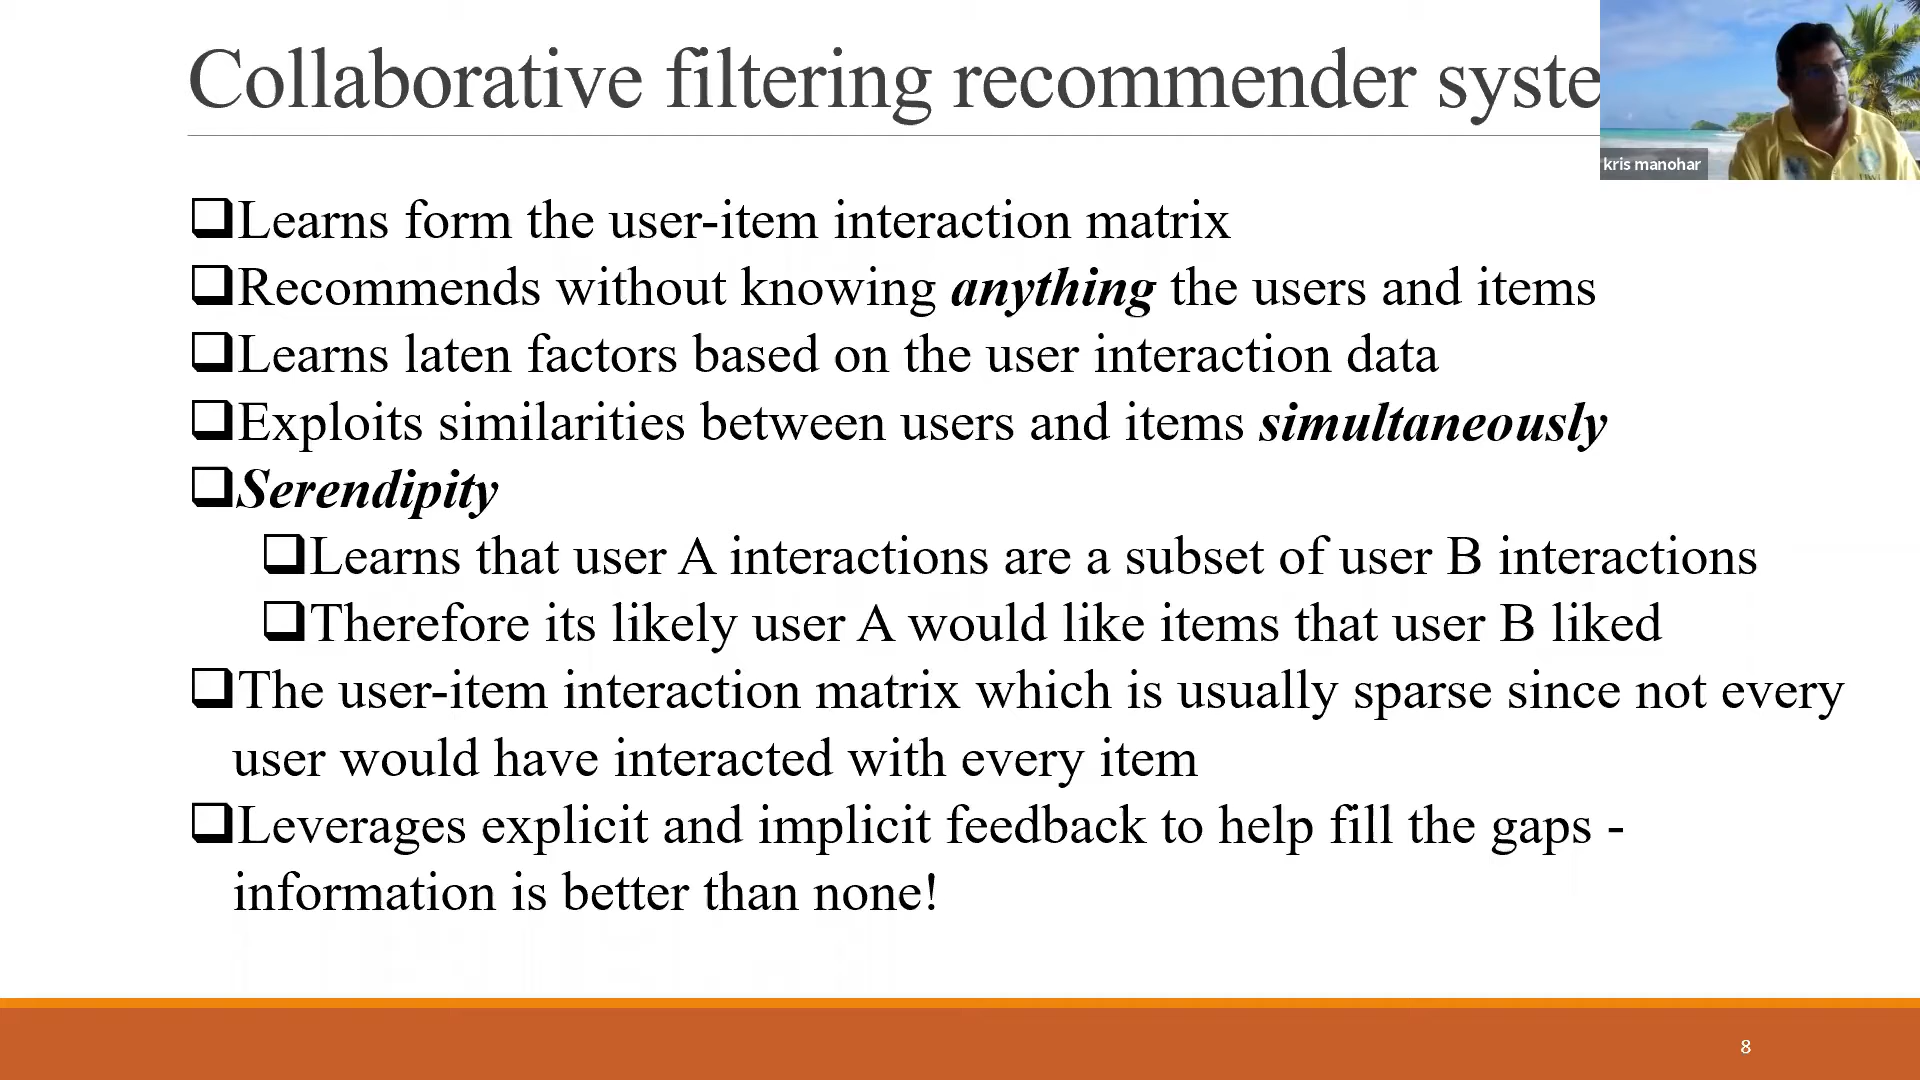 Collaborative filtering recommender syste
kris manohar
Learns form the user-item interaction matrix
Recommends without knowing anything the users and items
Learns laten factors based on the user interaction data
Exploits similarities between users and items simultaneously
Serendipity
Learns that user A interactions are a subset of user B interactions
Therefore its likely user A would like items that user B liked
The user-item interaction matrix which is usually sparse since not every
user would have interacted with every item
Leverages explicit and implicit feedback to help fill the gaps -
information is better than none!
8